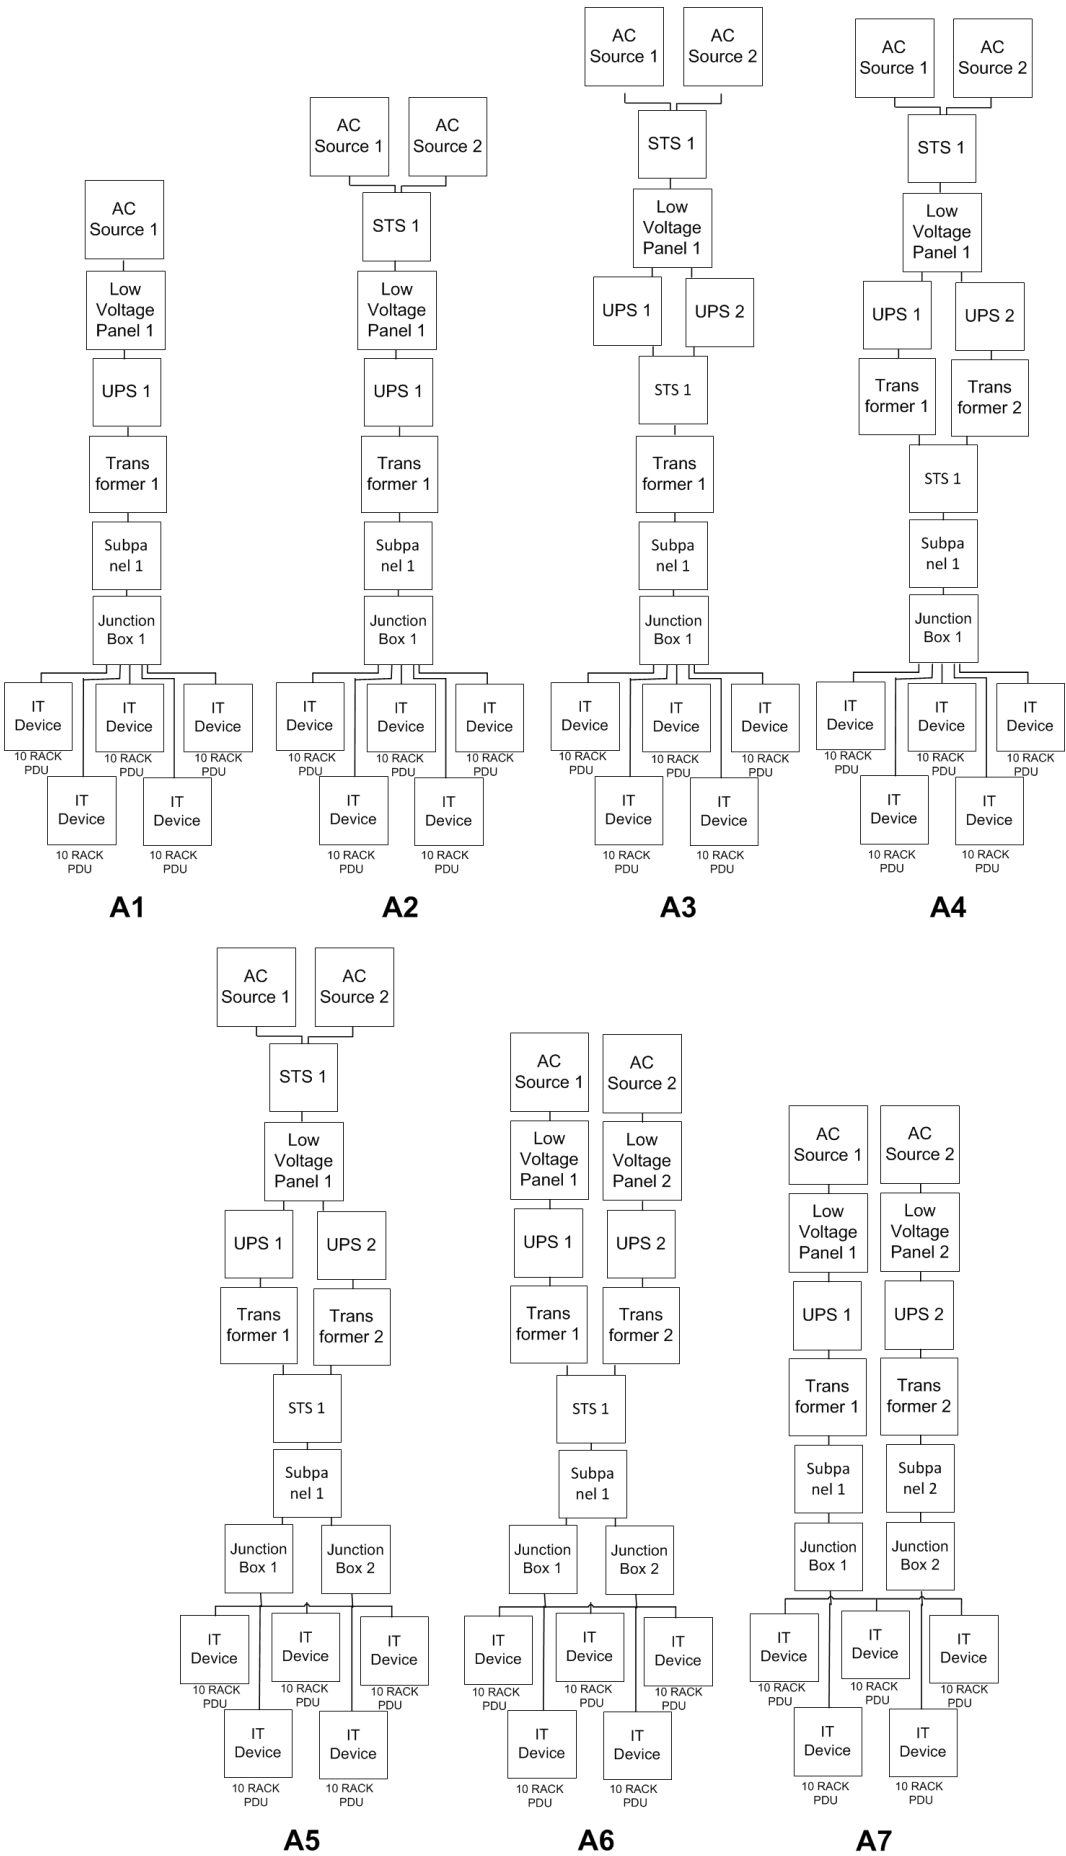 AC
Source 1
Low
Voltage
Panel 1
UPS 1
Trans
former 1
Subpa
nel 1
Junction
Box 1
IT
Device
10 RACK
PDU
IT
Device
10 RACK
PDU
IT
Device
10 RACK
PDU
IT
Device
10 RACK
PDU
IT
Device
10 RACK
PDU
A1
AC
Source 1
AC
Source 2
STS 1
Low
Voltage
Panel 1
UPS 1
Trans
former 1
Subpa
nel 1
Junction
Box 1
IT
Device
10 RACK
PDU
IT
Device
10 RACK
PDU
IT
Device
10 RACK
PDU
IT
Device
10 RACK
PDU
IT
Device
10 RACK
PDU
A2
AC
Source 1
AC
Source 2
STS 1
Low
Voltage
Panel 1
UPS 1
UPS 2
STS 1
Trans
former 1
Subpa
nel 1
Junction
Box 1
IT
Device
10 RACK
PDU
IT
Device
10 RACK
PDU
IT
Device
10 RACK
PDU
IT
Device
10 RACK
PDU
IT
Device
10 RACK
PDU
A3
AC
Source 1
AC
Source 2
STS 1
Low
Voltage
Panel 1
UPS 1
UPS 2
Trans
former 1
Trans
former 2
STS 1
Subpa
nel 1
Junction
Box 1
IT
Device
10 RACK
PDU
IT
Device
10 RACK
PDU
IT
Device
10 RACK
PDU
IT
Device
10 RACK
PDU
IT
Device
10 RACK
PDU
A4
AC
Source 1
AC
Source 2
STS 1
Low
Voltage
Panel 1
UPS 1
UPS 2
Trans
former 1
Trans
former 2
STS 1
Subpa
nel 1
Junction
Box 1
Junction
Box 2
IT
Device
10 RACK
PDU
IT
Device
10 RACK
PDU
IT
Device
10 RACK
PDU
IT
Device
10 RACK
PDU
IT
Device
10 RACK
PDU
A5
AC
Source 1
AC
Source 2
Low
Voltage
Panel 1
Low
Voltage
Panel 2
UPS 1
UPS 2
Trans
former 1
Trans
former 2
STS 1
Subpa
nel 1
Junction
Box 1
Junction
Box 2
IT
Device
10 RACK
PDU
IT
Device
10 RACK
PDU
IT
Device
10 RACK
PDU
IT
Device
10 RACK
PDU
IT
Device
10 RACK
PDU
A6
AC
Source 1
AC
Source 2
Low
Voltage
Panel 1
Low
Voltage
Panel 2
UPS 1
UPS 2
Trans
former 1
Trans
former 2
Subpa
nel 1
Subpa
nel 2
Junction
Box 1
Junction
Box 2
IT
Device
10 RACK
PDU
IT
Device
10 RACK
PDU
IT
Device
10 RACK
PDU
IT
Device
10 RACK
PDU
IT
Device
10 RACK
PDU
A7